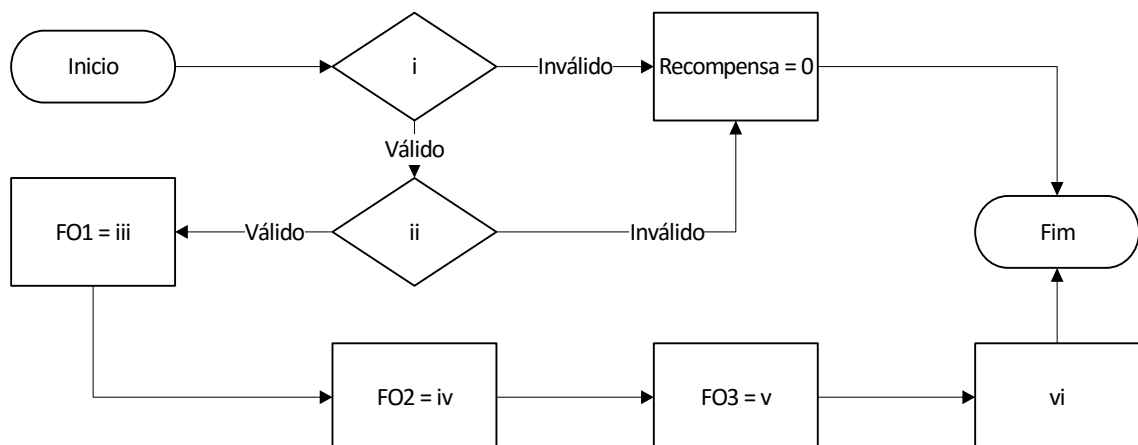 Inicio
i
Inválido
Recompensa = 0
Válido
FO1 = iii
Válido
ii
Inválido
Fim
FO2 = iv
FO3 = v
vi